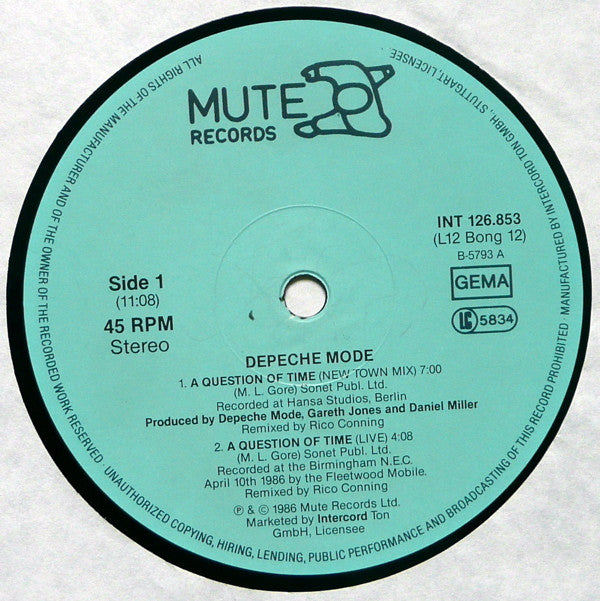 MUTE
RECORDS
INT 126.853
(L12 Bong 12)
B-5793 A
GEMA
LC 5834
Side 1
(11:08)
45 RPM
Stereo
DEPECHE MODE
1. A QUESTION OF TIME (NEW TOWN MIX) 7:00
(M. L. Gore) Sonet Publ. Ltd.
Recorded at Hansa Studios, Berlin
Produced by Depeche Mode, Gareth Jones and Daniel Miller
Remixed by Rico Conning
2. A QUESTION OF TIME (LIVE) 4:08
(M. L. Gore) Sonet Publ. Ltd.
Recorded at the Birmingham N.E.C.
April 10th 1986 by the Fleetwood Mobile.
Remixed by Rico Conning
℗ & © 1986 Mute Records Ltd.
Marketed by Intercord Ton
GmbH, Licensee
ALL RIGHTS OF THE MANUFACTURER AND OF THE OWNER OF THE RECORDED WORK RESERVED · UNAUTHORIZED COPYING, HIRING, LENDING, PUBLIC PERFORMANCE AND BROADCASTING OF THIS RECORD PROHIBITED · MANUFACTURED BY INTERCORD TON GMBH, STUTTGART, LICENSEE.